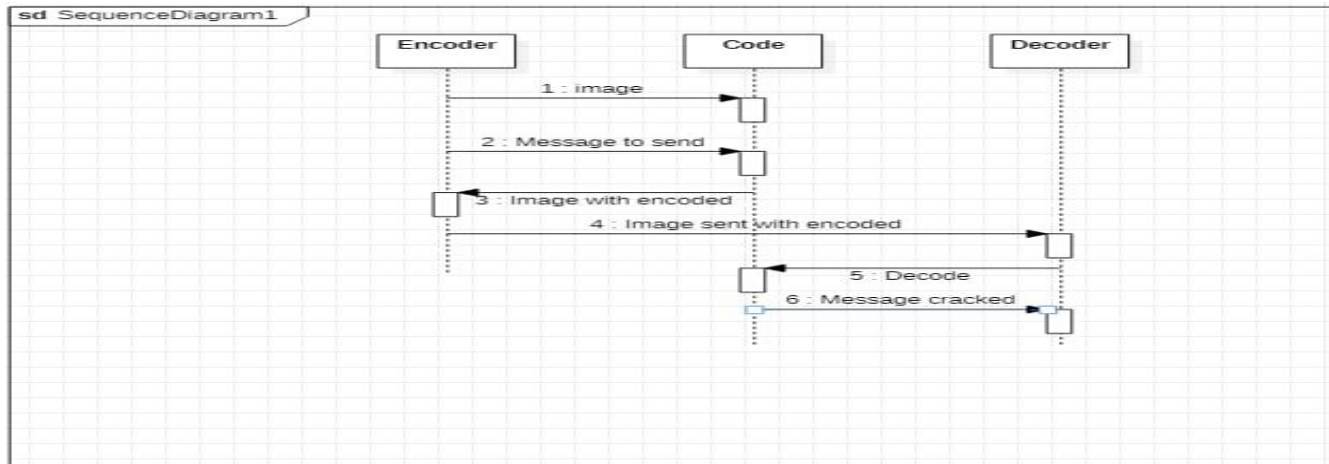 sd SequenceDiagram1
Encoder Code Decoder
1 : image
2 : Message to send
3 : Image with encoded
4 : Image sent with encoded
5 : Decode
6 : Message cracked